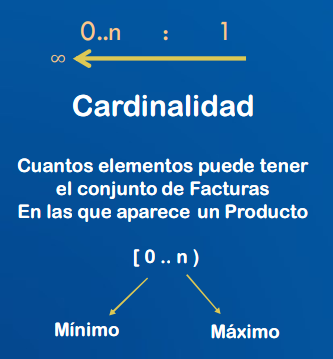 0..n : 1
∞
Cardinalidad
Cuantos elementos puede tener
el conjunto de Facturas
En las que aparece un Producto
[ 0 .. n )
Mínimo Máximo